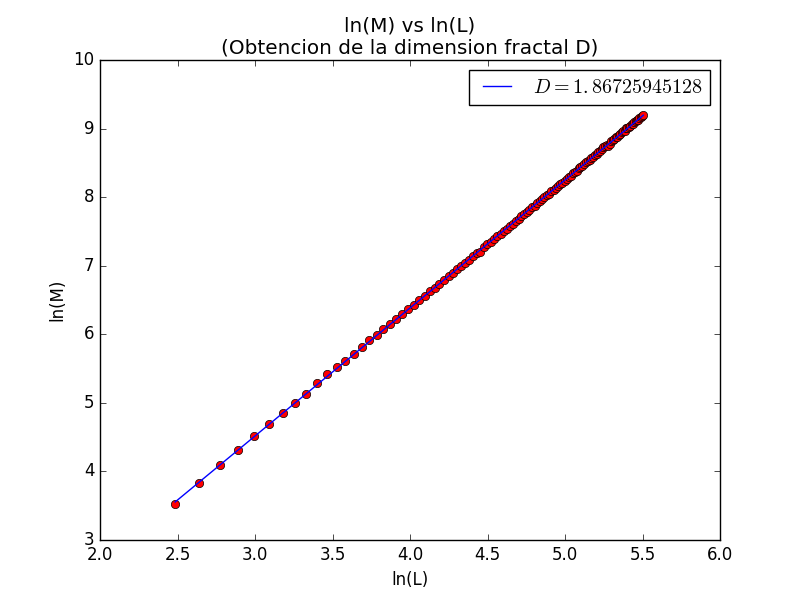 ln(M) vs ln(L)
(Obtencion de la dimension fractal D)
D = 1.86725945128
10
9
8
7
6
5
4
3
ln(M)
2.0 2.5 3.0 3.5 4.0 4.5 5.0 5.5 6.0
ln(L)